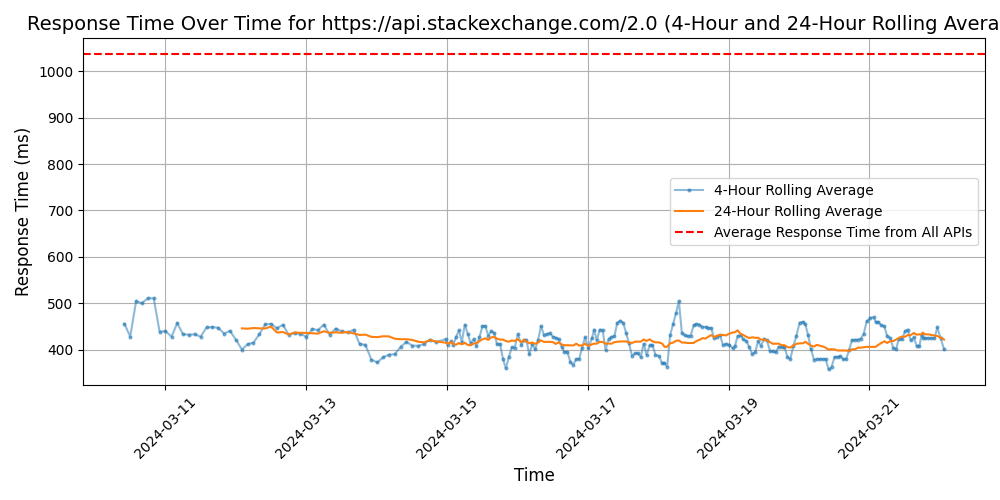 Response Time Over Time for https://api.stackexchange.com/2.0 (4-Hour and 24-Hour Rolling Avera
Response Time (ms)
1000
900
800
700
600
500
400
4-Hour Rolling Average
24-Hour Rolling Average
Average Response Time from All APIs
2024-03-11
2024-03-13
2024-03-15
2024-03-17
2024-03-19
2024-03-21
Time